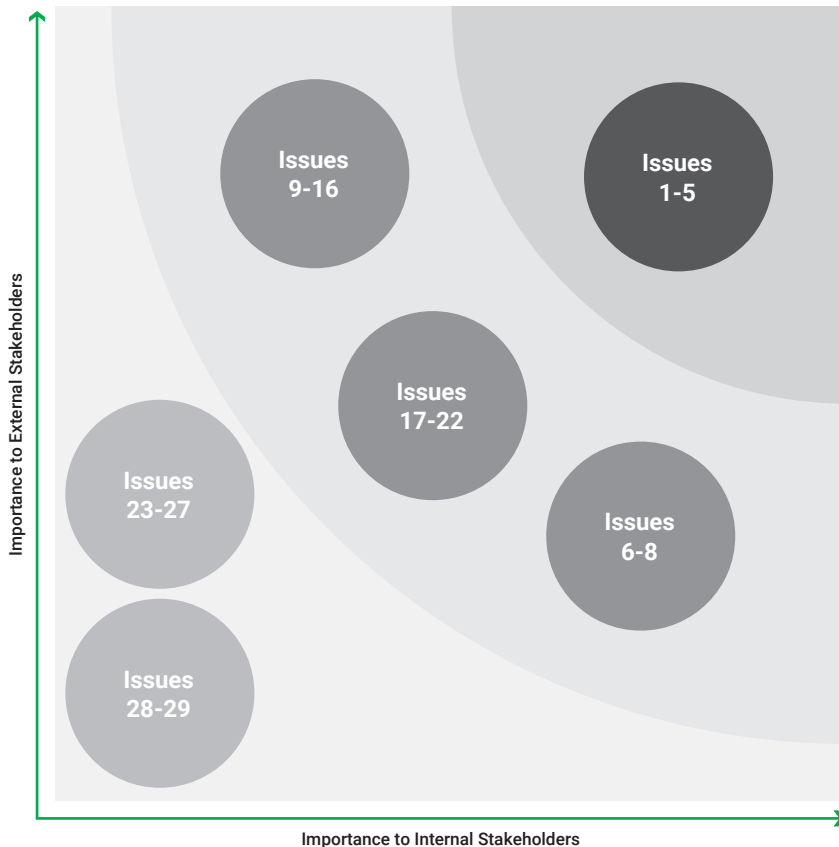 Issues
9-16
Issues
1-5
Issues
17-22
Issues
23-27
Issues
6-8
Issues
28-29
Importance to External Stakeholders
Importance to Internal Stakeholders